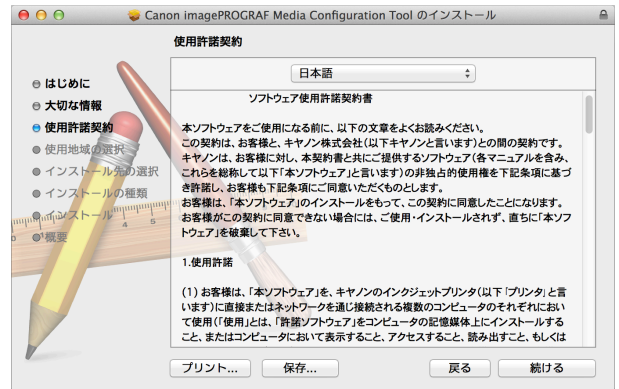 Canon imagePROGRAF Media Configuration Tool のインストール
使用許諾契約
はじめに
大切な情報
使用許諾契約
使用地域の選択
インストール先の選択
インストールの種類
インストール
概要
日本語
ソフトウェア使用許諾契約書
本ソフトウェアをご使用になる前に、以下の文章をよくお読みください。
この契約は、お客様と、キヤノン株式会社(以下キヤノンと言います)との間の契約です。
キヤノンは、お客様に対し、本契約書と共にご提供するソフトウェア(各マニュアルを含み、
これらを総称して以下「本ソフトウェア」と言います)の非独占的使用権を下記条項に基づ
き許諾し、お客様も下記条項にご同意いただくものとします。
お客様は、「本ソフトウェア」のインストールをもって、この契約に同意したことになります。
お客様がこの契約に同意できない場合には、ご使用・インストールされず、直ちに「本ソフ
トウェア」を破棄して下さい。
1.使用許諾
(1) お客様は、「本ソフトウェア」を、キヤノンのインクジェットプリンタ(以下「プリンタ」と言
います)に直接またはネットワークを通じ接続される複数のコンピュータのそれぞれにおい
て使用(「使用」とは、「許諾ソフトウェア」をコンピュータの記憶媒体上にインストールする
こと、またはコンピュータにおいて表示すること、アクセスすること、読み出すこと、もしくは
プリント...
保存...
戻る
続ける
4
5